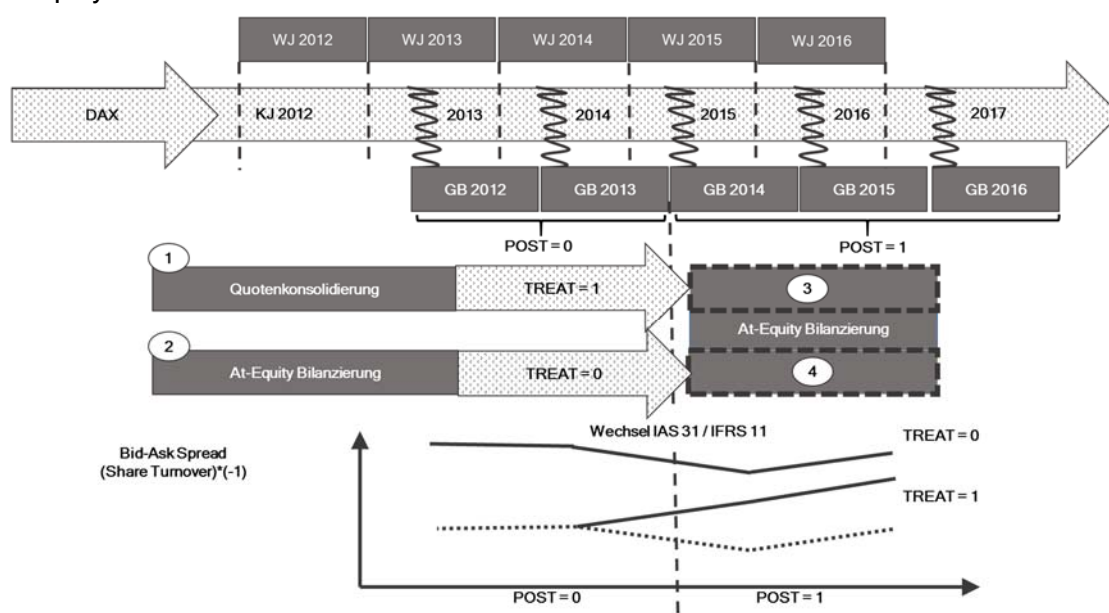 WJ 2012 WJ 2013 WJ 2014 WJ 2015 WJ 2016
DAX KJ 2012 2013 2014 2015 2016 2017
GB 2012 GB 2013 GB 2014 GB 2015 GB 2016
POST = 0 POST = 1
1
Quotenkonsolidierung TREAT = 1 3
At-Equity Bilanzierung
2
At-Equity Bilanzierung TREAT = 0 4
Wechsel IAS 31 / IFRS 11
Bid-Ask Spread
(Share Turnover)*(-1)
TREAT = 0
TREAT = 1
POST = 0 POST = 1